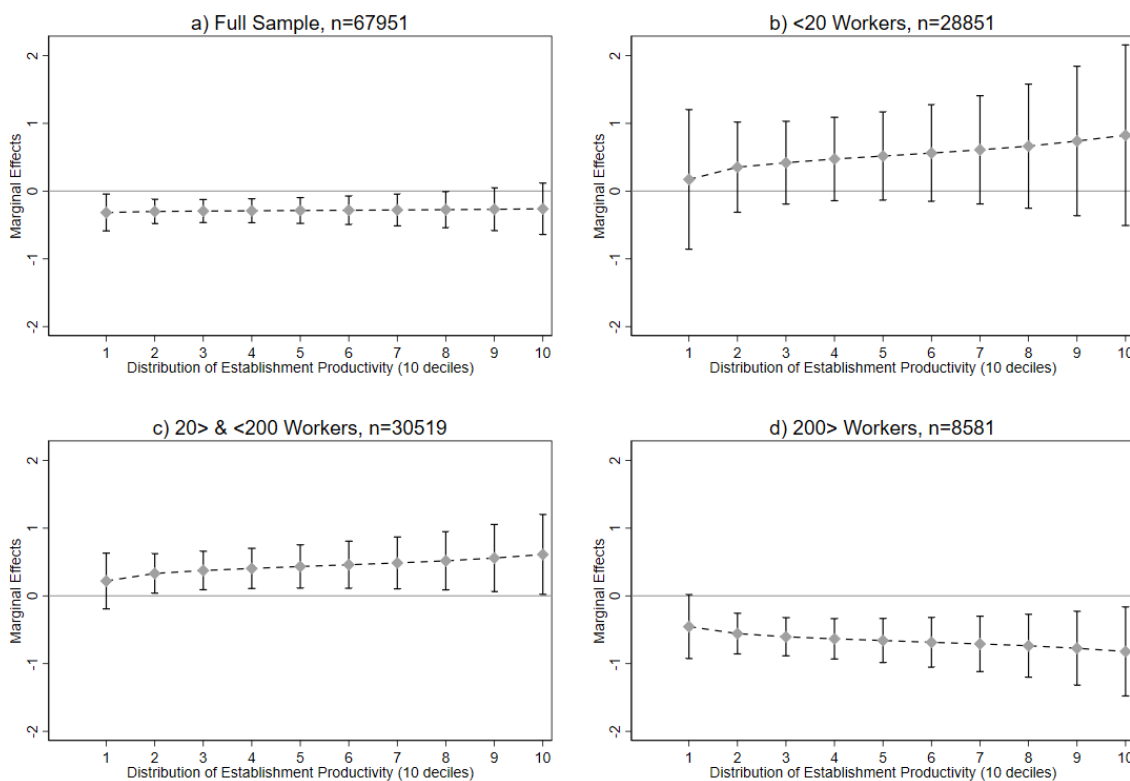 a) Full Sample, n=67951
Marginal Effects
2
1
0
-1
-2
1 2 3 4 5 6 7 8 9 10
Distribution of Establishment Productivity (10 deciles)
b) <20 Workers, n=28851
Marginal Effects
2
1
0
-1
-2
1 2 3 4 5 6 7 8 9 10
Distribution of Establishment Productivity (10 deciles)
c) 20> & <200 Workers, n=30519
Marginal Effects
2
1
0
-1
-2
1 2 3 4 5 6 7 8 9 10
Distribution of Establishment Productivity (10 deciles)
d) 200> Workers, n=8581
Marginal Effects
2
1
0
-1
-2
1 2 3 4 5 6 7 8 9 10
Distribution of Establishment Productivity (10 deciles)